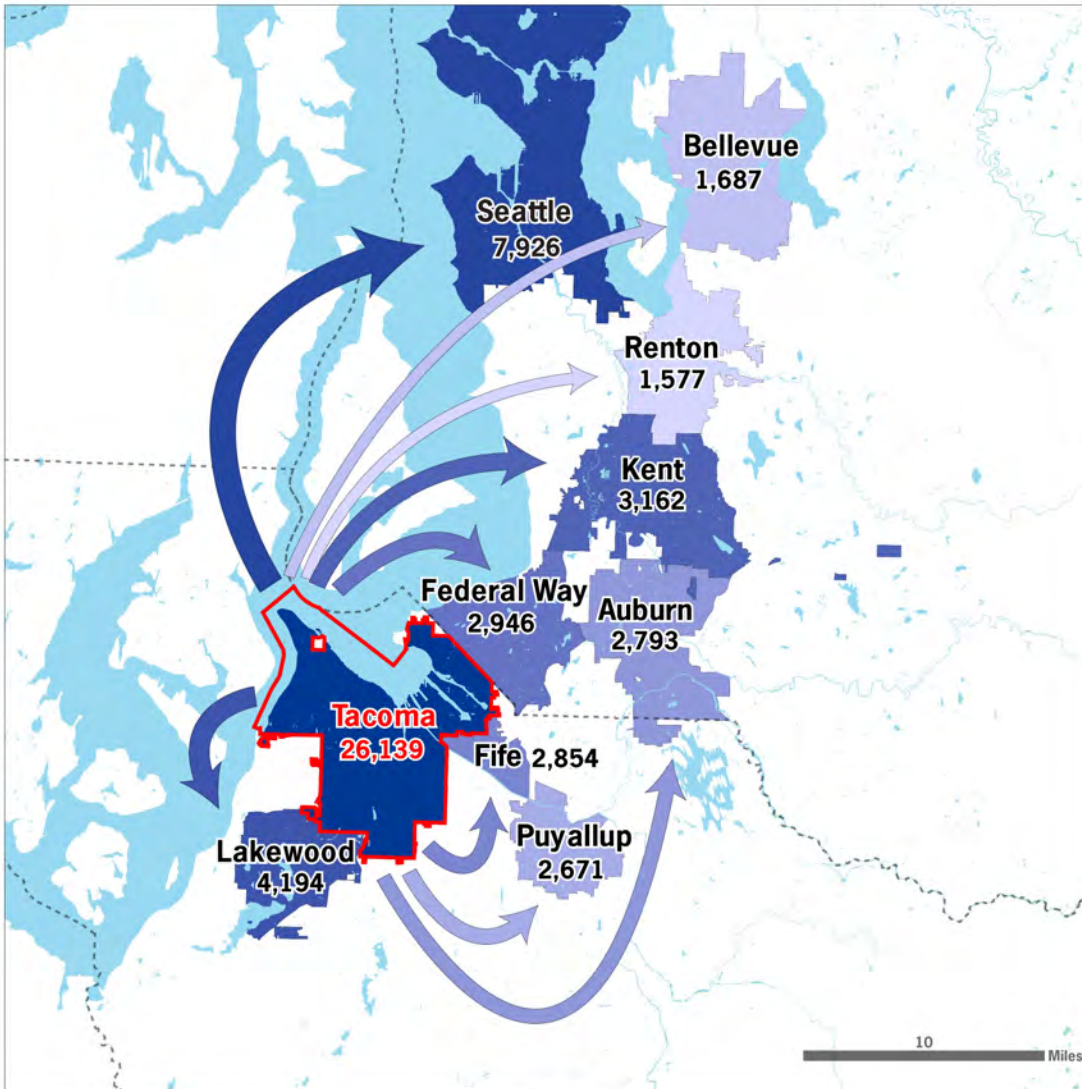 Bellevue
1,687
Seattle
7,926
Renton
1,577
Kent
3,162
Federal Way
2,946
Auburn
2,793
Tacoma
26,139
Fife 2,854
Puyallup
2,671
Lakewood
4,194
10
Miles